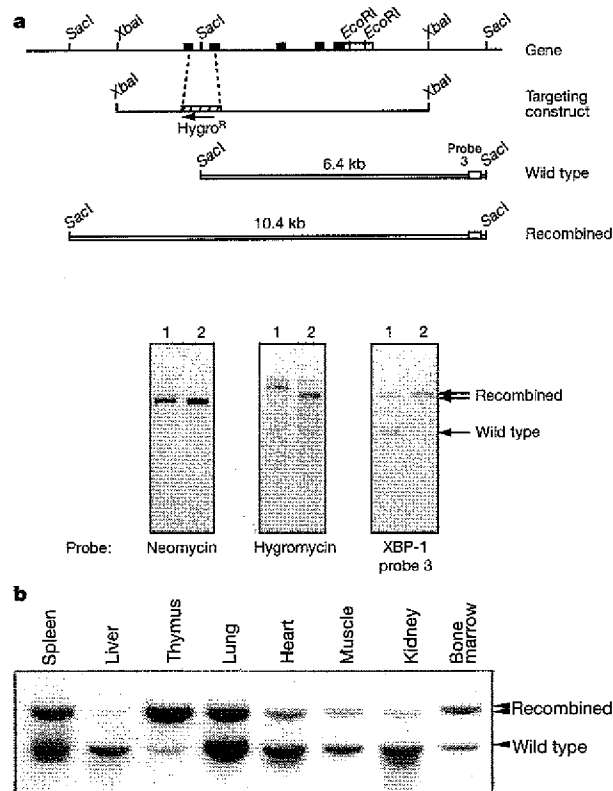 a
SacI XbaI SacI EcoRI EcoRI XbaI SacI
Gene
XbaI XbaI
Targeting
construct
Hygroᴿ
SacI 6.4 kb Probe
3 SacI
Wild type
SacI 10.4 kb SacI
Recombined
1 2 1 2 1 2
Recombined
Wild type
Probe: Neomycin Hygromycin XBP-1
probe 3
b
Spleen Liver Thymus Lung Heart Muscle Kidney Bone
marrow
Recombined
Wild type